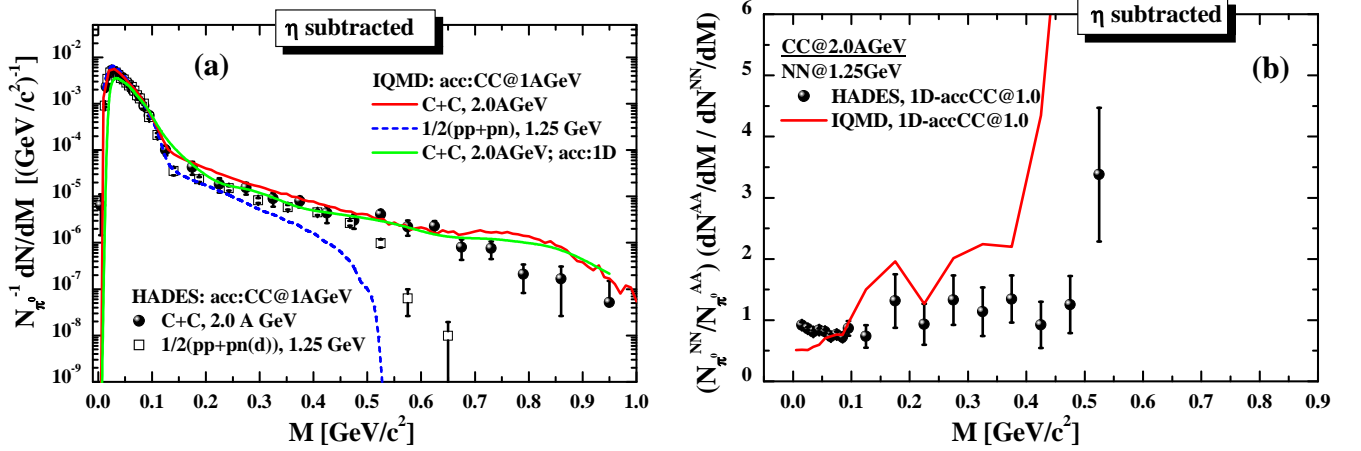 η subtracted
(a)
IQMD: acc:CC@1AGeV
C+C, 2.0AGeV
1/2(pp+pn), 1.25 GeV
C+C, 2.0AGeV; acc:1D
HADES: acc:CC@1AGeV
C+C, 2.0 A GeV
1/2(pp+pn(d)), 1.25 GeV
N_π⁰⁻¹ dN/dM [(GeV /c²)⁻¹]
10⁻²
10⁻³
10⁻⁴
10⁻⁵
10⁻⁶
10⁻⁷
10⁻⁸
10⁻⁹
0.0 0.1 0.2 0.3 0.4 0.5 0.6 0.7 0.8 0.9 1.0
M [GeV/c²]
η subtracted
(b)
CC@2.0AGeV
NN@1.25GeV
HADES, 1D-accCC@1.0
IQMD, 1D-accCC@1.0
(N_π⁰^NN/N_π⁰^AA) (dN^AA/dM / dN^NN/dM)
6
5
4
3
2
1
0
0.0 0.1 0.2 0.3 0.4 0.5 0.6 0.7 0.8 0.9
M [GeV/c²]